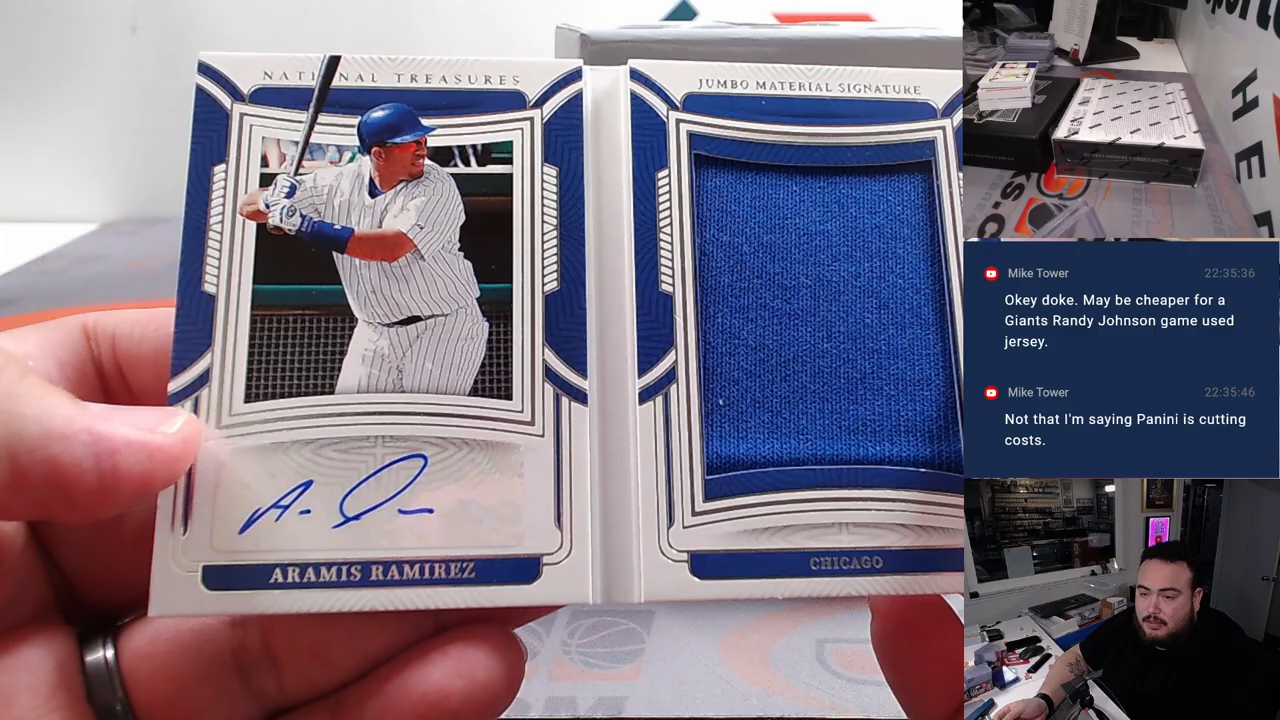 NATIONAL TREASURES
ARAMIS RAMIREZ
JUMBO MATERIAL SIGNATURE
CHICAGO
Mike Tower 22:35:36
Okey doke. May be cheaper for a
Giants Randy Johnson game used
jersey.
Mike Tower 22:35:46
Not that I'm saying Panini is cutting
costs.